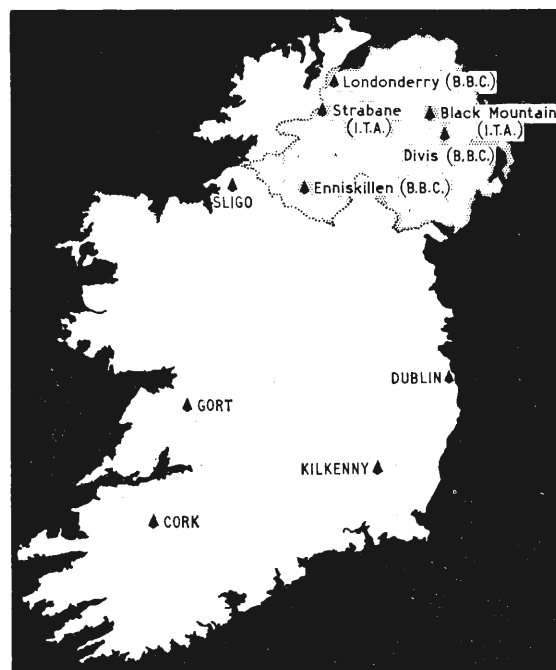 Londonderry (B.B.C.)
Strabane
(I.T.A.)
Black Mountain
(I.T.A.)
Divis (B.B.C.)
Enniskillen (B.B.C.)
SLIGO
DUBLIN
GORT
KILKENNY
CORK